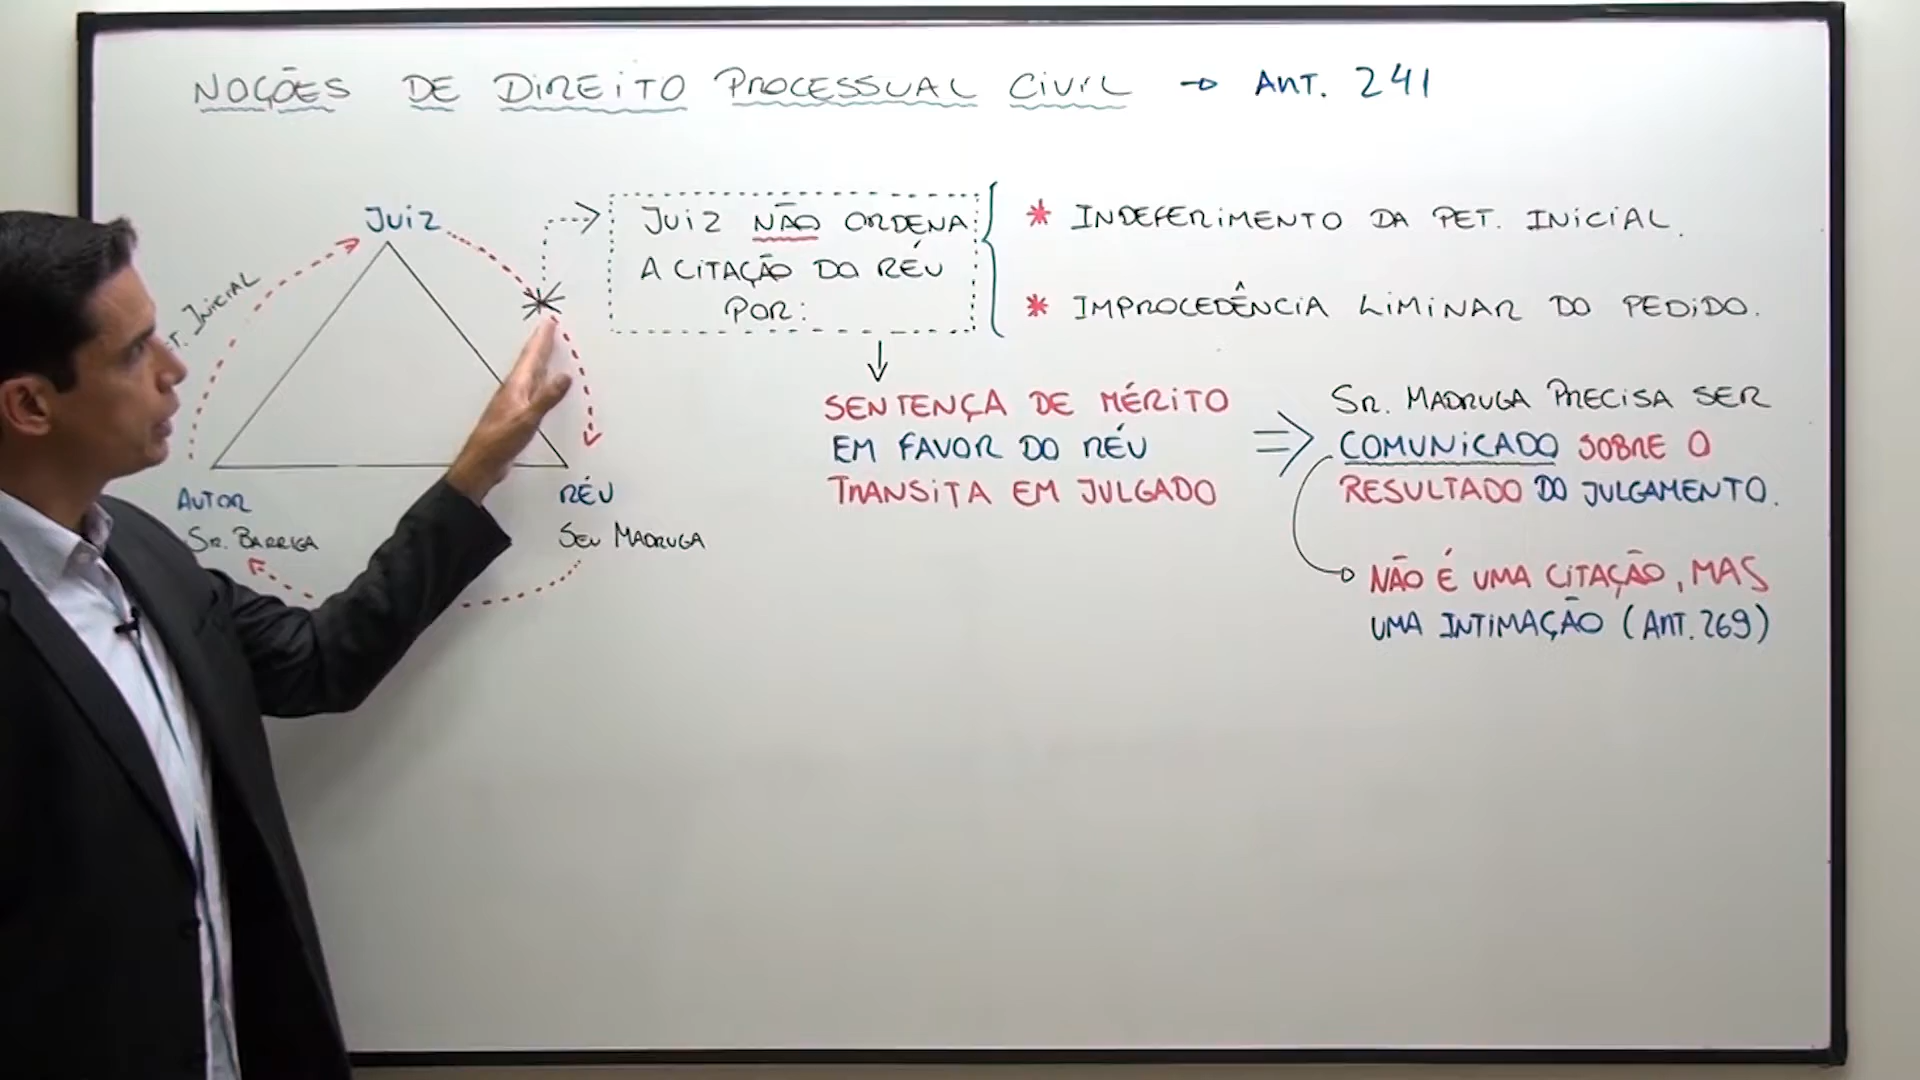 NOÇÕES DE DIREITO PROCESSUAL CIVIL → ART. 241
JUIZ
T. INICIAL
AUTOR
SR. BARRIGA
RÉU
SEU MADRUGA
JUIZ NÃO ORDENA
A CITAÇÃO DO RÉU
POR:
* INDEFERIMENTO DA PET. INICIAL.
* IMPROCEDÊNCIA LIMINAR DO PEDIDO.
SENTENÇA DE MÉRITO
EM FAVOR DO RÉU
TRANSITA EM JULGADO
SR. MADRUGA PRECISA SER
COMUNICADO SOBRE O
RESULTADO DO JULGAMENTO.
NÃO É UMA CITAÇÃO, MAS
UMA INTIMAÇÃO (ART. 269)